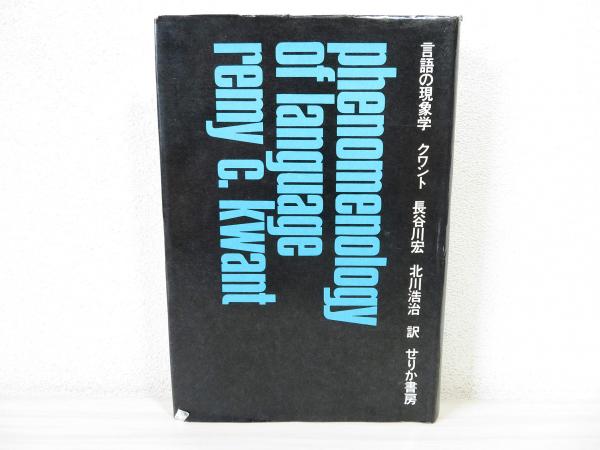 言語の現象学 クワント 長谷川宏 北川浩治 訳 せりか書房
phenomenology
of language
remy c. kwant